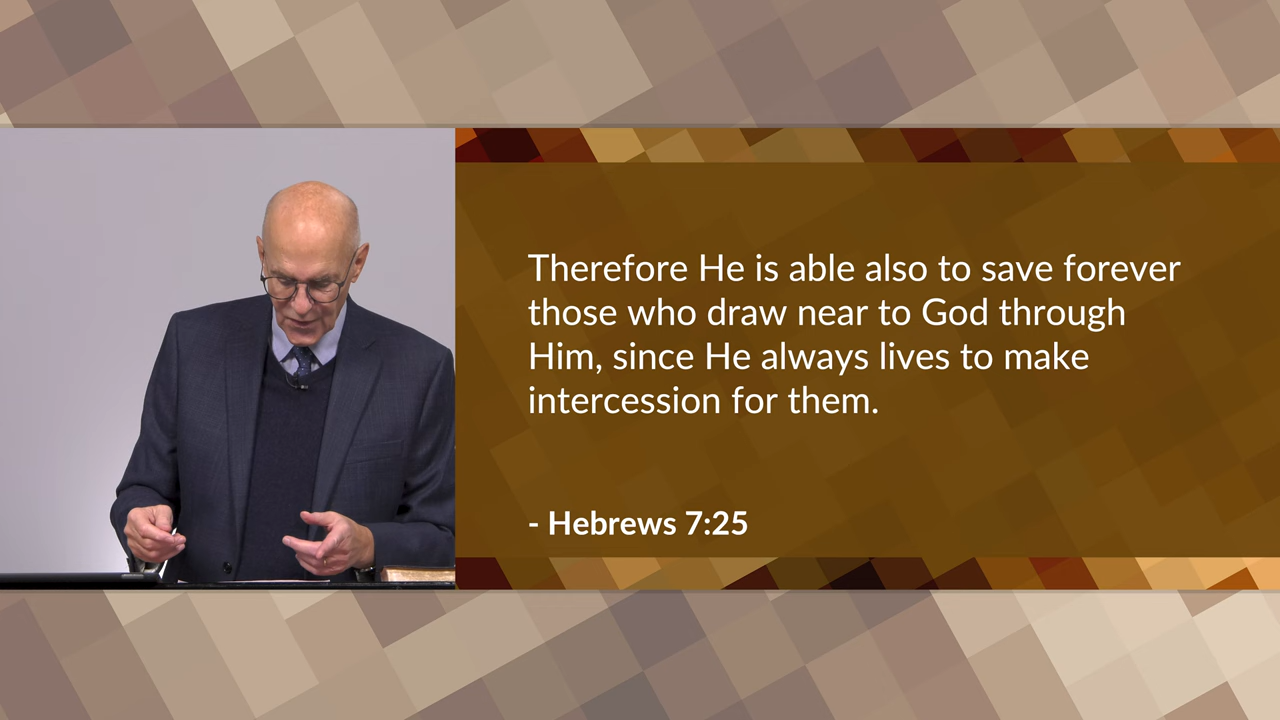 Therefore He is able also to save forever
those who draw near to God through
Him, since He always lives to make
intercession for them.
- Hebrews 7:25